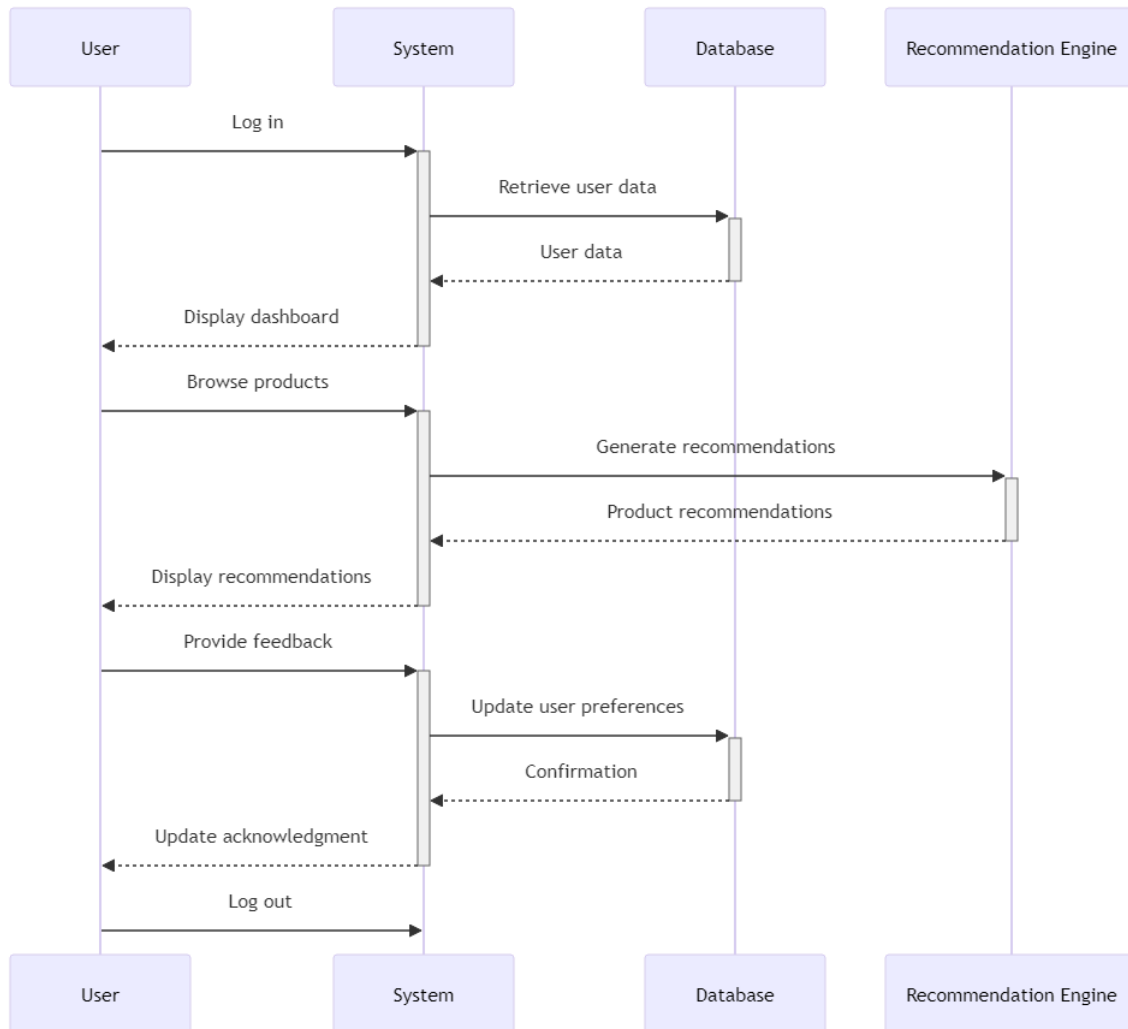 User
System
Database
Recommendation Engine
Log in
Retrieve user data
User data
Display dashboard
Browse products
Generate recommendations
Product recommendations
Display recommendations
Provide feedback
Update user preferences
Confirmation
Update acknowledgment
Log out
User
System
Database
Recommendation Engine